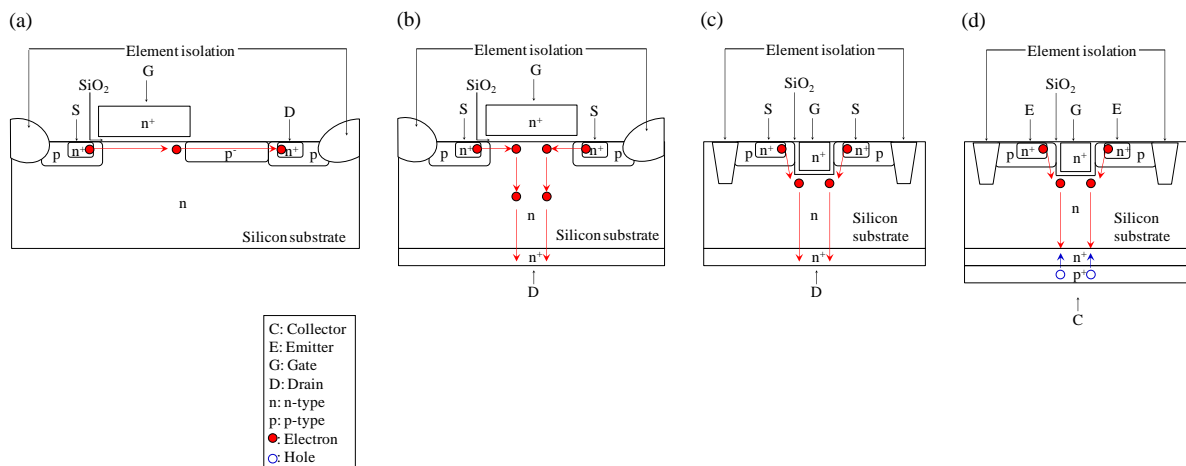 (a)
Element isolation
G
SiO₂
S
D
n⁺
n⁺
p
p⁻
n⁺
p
n
Silicon substrate
(b)
Element isolation
G
SiO₂
S
S
n⁺
p
n⁺
n⁺
p
n
Silicon substrate
n⁺
D
(c)
Element isolation
SiO₂
S
G
S
p
n⁺
n⁺
n⁺
p
n
Silicon
substrate
n⁺
D
(d)
Element isolation
SiO₂
E
G
E
p
n⁺
n⁺
n⁺
p
n
Silicon
substrate
n⁺
p⁺
C
C: Collector
E: Emitter
G: Gate
D: Drain
n: n-type
p: p-type
: Electron
: Hole